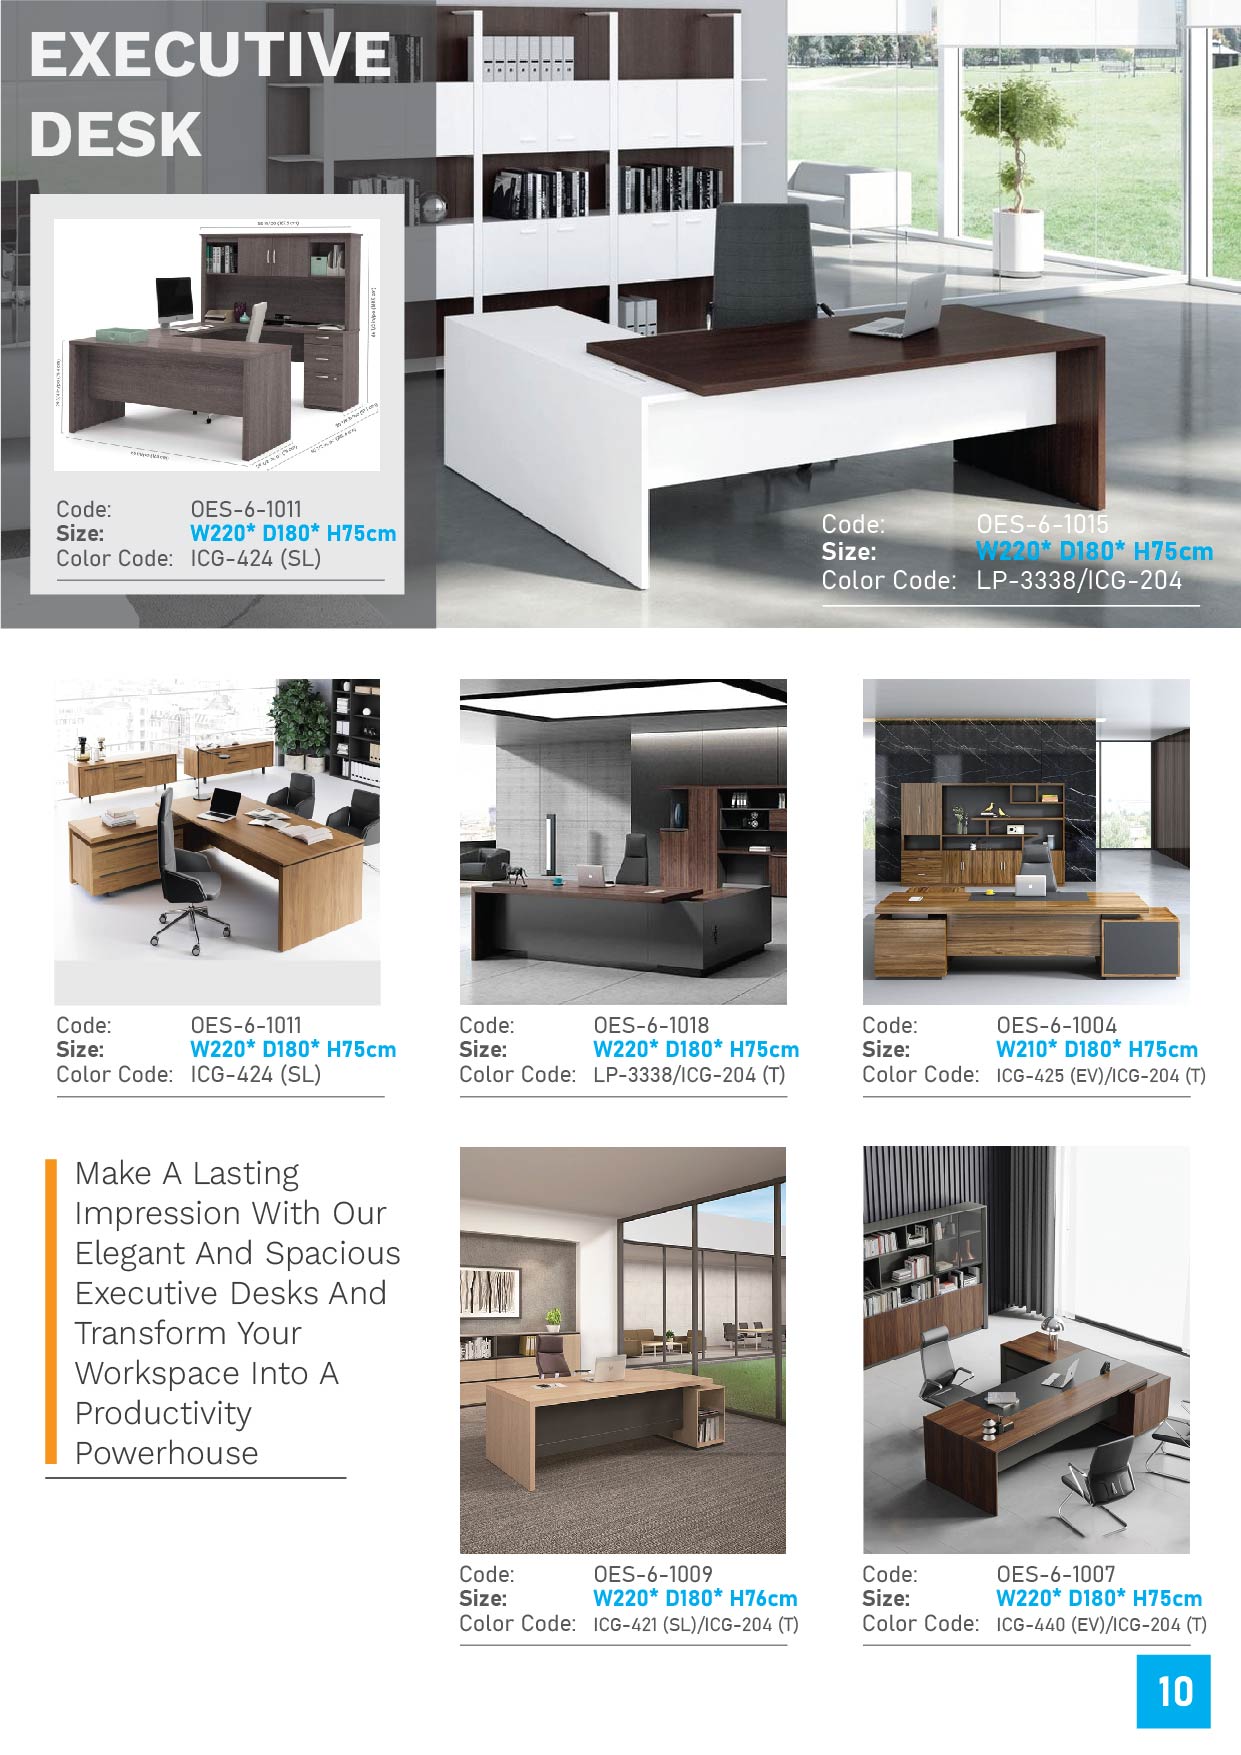 EXECUTIVE
DESK
Code: OES-6-1011
Size: W220* D180* H75cm
Color Code: ICG-424 (SL)
Code: OES-6-1015
Size: W220* D180* H75cm
Color Code: LP-3338/ICG-204
Code: OES-6-1011
Size: W220* D180* H75cm
Color Code: ICG-424 (SL)
Code: OES-6-1018
Size: W220* D180* H75cm
Color Code: LP-3338/ICG-204 (T)
Code: OES-6-1004
Size: W210* D180* H75cm
Color Code: ICG-425 (EV)/ICG-204 (T)
Make A Lasting
Impression With Our
Elegant And Spacious
Executive Desks And
Transform Your
Workspace Into A
Productivity
Powerhouse
Code: OES-6-1009
Size: W220* D180* H76cm
Color Code: ICG-421 (SL)/ICG-204 (T)
Code: OES-6-1007
Size: W220* D180* H75cm
Color Code: ICG-440 (EV)/ICG-204 (T)
10